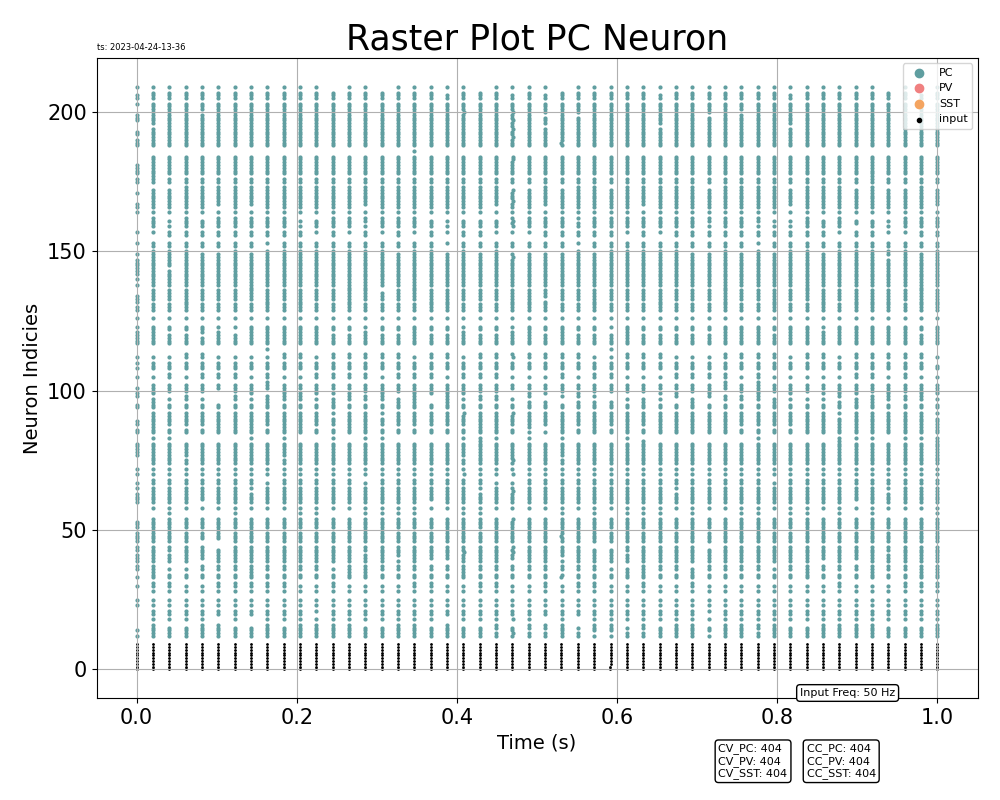 Raster Plot PC Neuron
ts: 2023-04-24-13-36
PC
PV
SST
input
200
150
100
50
0
Neuron Indicies
0.0 0.2 0.4 0.6 0.8 1.0
Input Freq: 50 Hz
Time (s)
CV_PC: 404
CV_PV: 404
CV_SST: 404
CC_PC: 404
CC_PV: 404
CC_SST: 404